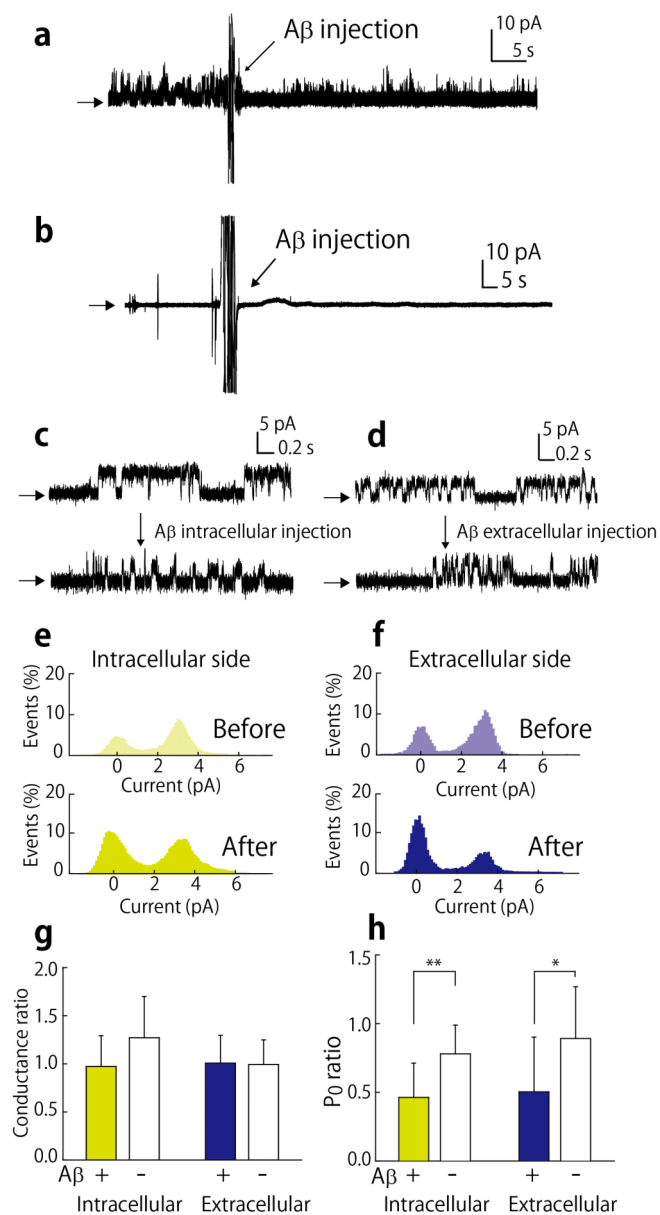 a
Aβ injection
10 pA
5 s
b
Aβ injection
10 pA
5 s
c
5 pA
0.2 s
d
5 pA
0.2 s
Aβ intracellular injection
Aβ extracellular injection
e
Intracellular side
Events (%)
20
10
0
Before
0 2 4 6
Current (pA)
Events (%)
20
10
0
After
0 2 4 6
Current (pA)
f
Extracellular side
Events (%)
20
10
0
Before
0 2 4 6
Current (pA)
Events (%)
20
10
0
After
0 2 4 6
Current (pA)
g
Conductance ratio
2.0
1.5
1.0
0.5
0.0
Aβ + - + -
Intracellular Extracellular
h
P0 ratio
1.5
1.0
0.5
0.0
** *
Aβ + - + -
Intracellular Extracellular